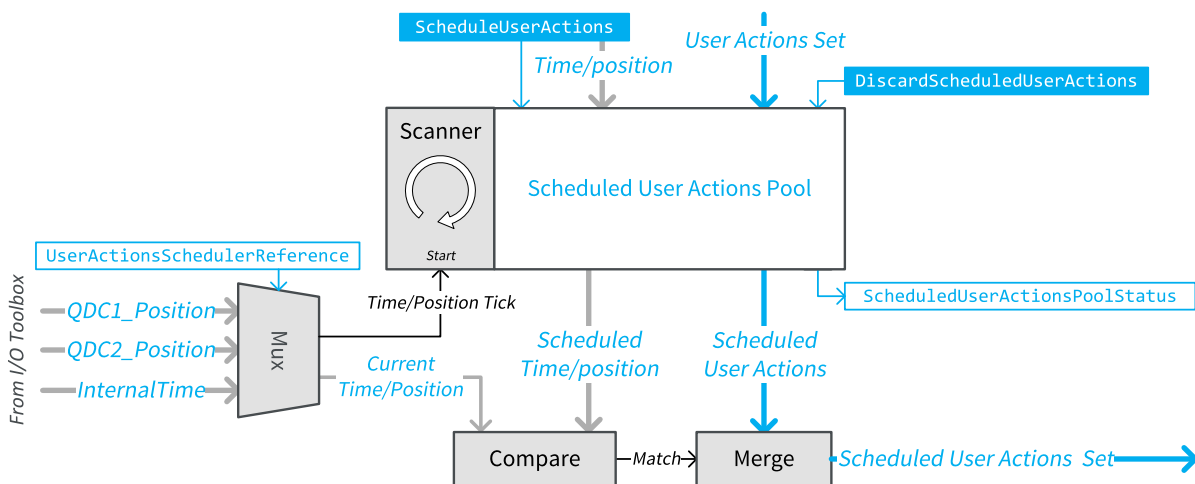 ScheduleUserActions
User Actions Set
Time/position
DiscardScheduledUserActions
Scanner
Scheduled User Actions Pool
Start
UserActionsSchedulerReference
Time/Position Tick
ScheduledUserActionsPoolStatus
From I/O Toolbox
QDC1_Position
QDC2_Position
InternalTime
Mux
Current
Time/Position
Scheduled
Time/position
Scheduled
User Actions
Compare
Match
Merge
Scheduled User Actions Set